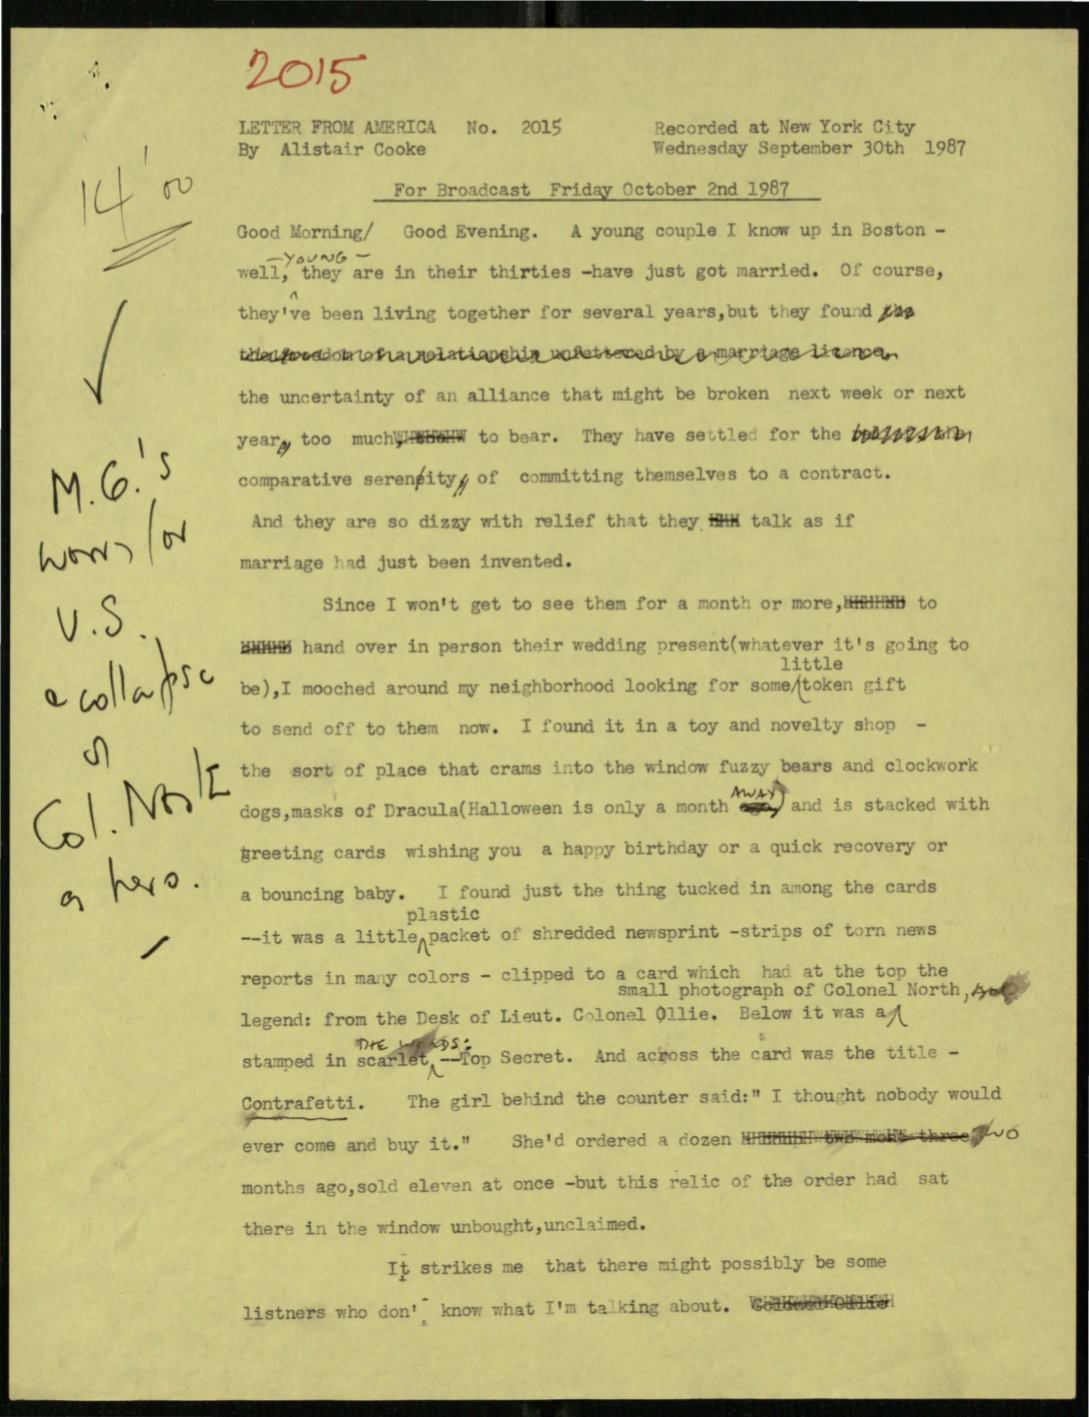 2015
LETTER FROM AMERICA No. 2015 Recorded at New York City
By Alistair Cooke Wednesday September 30th 1987
For Broadcast Friday October 2nd 1987
14'00
Good Morning/ Good Evening. A young couple I know up in Boston -
-YOUNG-
well, they are in their thirties -have just got married. Of course,
they've been living together for several years,but they found the
the freedom of a relationship unfettered by a marriage licence
the uncertainty of an alliance that might be broken next week or next
year, too much, to bear. They have settled for the
comparative serenity, of committing themselves to a contract.
And they are so dizzy with relief that they talk as if
marriage had just been invented.
Since I won't get to see them for a month or more, to
hand over in person their wedding present(whatever it's going to
little
be),I mooched around my neighborhood looking for some/token gift
to send off to them now. I found it in a toy and novelty shop -
the sort of place that crams into the window fuzzy bears and clockwork
AWAY)
dogs,masks of Dracula(Halloween is only a month ago) and is stacked with
greeting cards wishing you a happy birthday or a quick recovery or
a bouncing baby. I found just the thing tucked in among the cards
plastic
--it was a little packet of shredded newsprint -strips of torn news
reports in many colors - clipped to a card which had at the top the
small photograph of Colonel North, And
legend: from the Desk of Lieut. Colonel Ollie. Below it was a
THE WORDS:
stamped in scarlet, --Top Secret. And across the card was the title -
Contrafetti. The girl behind the counter said:" I thought nobody would
ever come and buy it." She'd ordered a dozen two mont three two
months ago,sold eleven at once -but this relic of the order had sat
there in the window unbought,unclaimed.
It strikes me that there might possibly be some
listners who don' know what I'm talking about.
M.G.'s
worry/or
U.S.
collapse
of
Col. North
a hero.